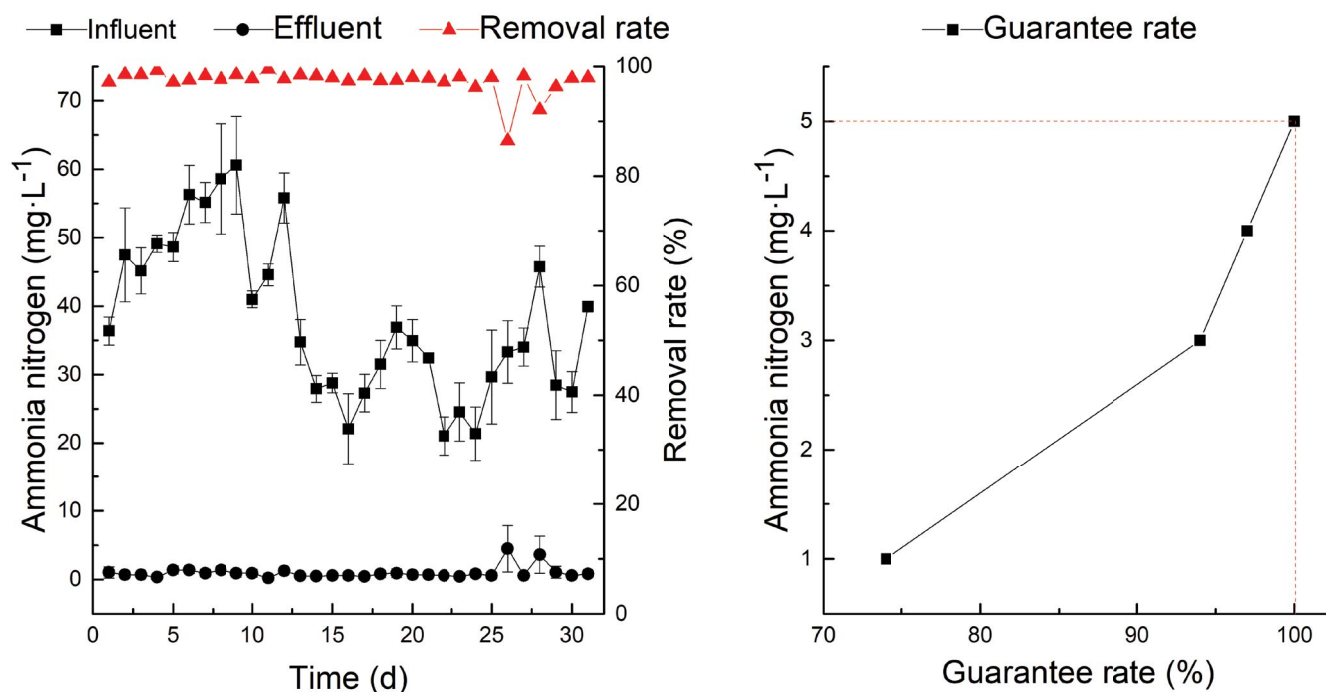 Influent Effluent Removal rate
Ammonia nitrogen (mg·L⁻¹)
70
60
50
40
30
20
10
0
100
80
60
40
20
0
Removal rate (%)
0 5 10 15 20 25 30
Time (d)
Guarantee rate
Ammonia nitrogen (mg·L⁻¹)
5
4
3
2
1
70 80 90 100
Guarantee rate (%)